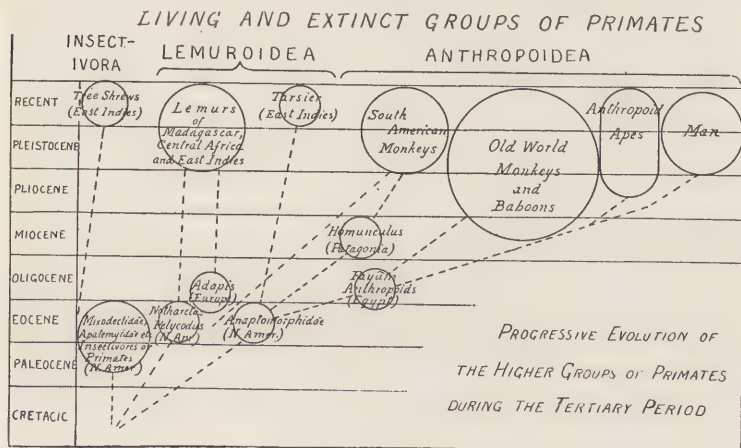 LIVING AND EXTINCT GROUPS OF PRIMATES
INSECT-
IVORA
LEMUROIDEA
ANTHROPOIDEA
RECENT
PLEISTOCENE
PLIOCENE
MIOCENE
OLIGOCENE
EOCENE
PALEOCENE
CRETACIC
Tree Shrews
(East Indies)
Lemurs
of
Madagascar,
Central Africa
and East Indies
Tarsier
(East Indies)
South
American
Monkeys
Old World
Monkeys
and
Baboons
Anthropoid
Apes
Man
Homunculus
(Patagonia)
Adapis
(Europe)
Fayum
Anthropoids
(Egypt)
Apatemyidae etc.
Insectivores or
Primates
(N. Amer.)
Pelycodus
(N. Am.)
Anaptomorphidae
(N. Amer.)
PROGRESSIVE EVOLUTION OF
THE HIGHER GROUPS OF PRIMATES
DURING THE TERTIARY PERIOD